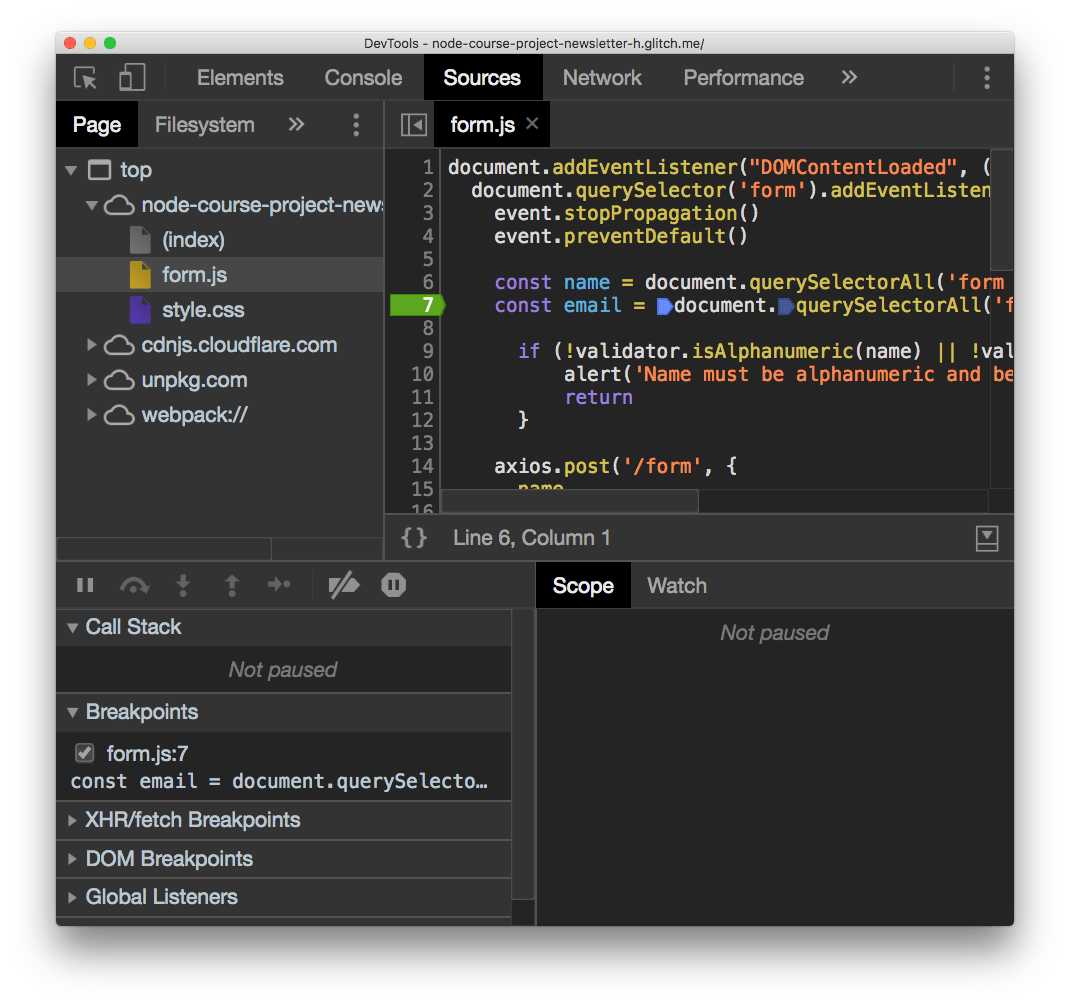 DevTools - node-course-project-newsletter-h.glitch.me/
Elements Console Sources Network Performance »
Page Filesystem »
form.js ×
top
node-course-project-news
(index)
form.js
style.css
cdnjs.cloudflare.com
unpkg.com
webpack://
1 document.addEventListener("DOMContentLoaded", (
2 document.querySelector('form').addEventListen
3 event.stopPropagation()
4 event.preventDefault()
5
6 const name = document.querySelectorAll('form
7 const email = document.querySelectorAll('f
8
9 if (!validator.isAlphanumeric(name) || !val
10 alert('Name must be alphanumeric and be
11 return
12 }
13
14 axios.post('/form', {
15 name
16
{} Line 6, Column 1
Scope Watch
Call Stack
Not paused
Not paused
Breakpoints
form.js:7
const email = document.querySelecto…
XHR/fetch Breakpoints
DOM Breakpoints
Global Listeners